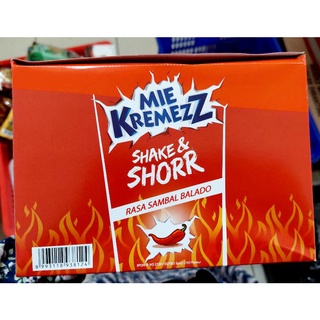 MIE
KREMEZZ
SHAKE &
SHORR
RASA SAMBAL BALADO